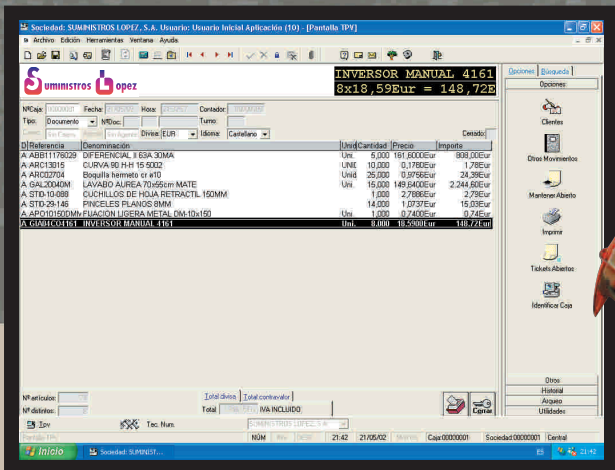 Sociedad: SUMINISTROS LOPEZ, S.A. Usuario: Usuario Inicial Aplicación (10) - [Pantalla TPV]
Archivo Edición Herramientas Ventana Ayuda
Suministros Lopez
INVERSOR MANUAL 4161
8x18,59Eur = 148,72E
NºCaja: 00000001 Fecha: Hora: Contador:
Tipo: Documento NºDoc: Turno:
Divisa: EUR Idioma: Castellano Cerrado:
D Referencia Denominación Unid Cantidad Precio Importe
A ABB11176029 DIFERENCIAL II 63A 30MA Uni. 5,000 161,6000Eur 808,00Eur
A ARC13015 CURVA 90 H-H 15 5002 UNI. 10,000 0,1780Eur 1,78Eur
A ARC02704 Boquilla hermeto cr ø10 Unid 25,000 0,9756Eur 24,39Eur
A GAL20040M LAVABO AUREA 70x55cm MATE Uni. 15,000 149,6400Eur 2.244,60Eur
A STD-10-088 CUCHILLOS DE HOJA RETRACTIL 150MM 1,000 2,7886Eur 2,79Eur
A STD-29-146 PINCELES PLANOS 8MM 14,000 1,0737Eur 15,03Eur
A APO10150DMM FIJACION LIGERA METAL DM-10x150 Uni. 1,000 0,7400Eur 0,74Eur
A GIA04C04161 INVERSOR MANUAL 4161 Uni. 8.000 18.5900Eur 148.72Eur
Nº artículos:
Nº distintos:
Total divisa Total contravalor
Total IVA INCLUIDO
Cerrar
Tpv Tec. Num. SUMINISTROS LOPEZ, S.A.
Pantalla TPV NÚM 21:42 21/05/02 Caja:00000001 Sociedad:00000001 Central
Opciones Búsqueda
Opciones
Clientes
Otros Movimientos
Mantener Abierto
Imprimir
Tickets Abiertos
Identificar Caja
Otros
Historial
Arqueo
Utilidades
Inicio Sociedad: SUMINIST... ES 21:42